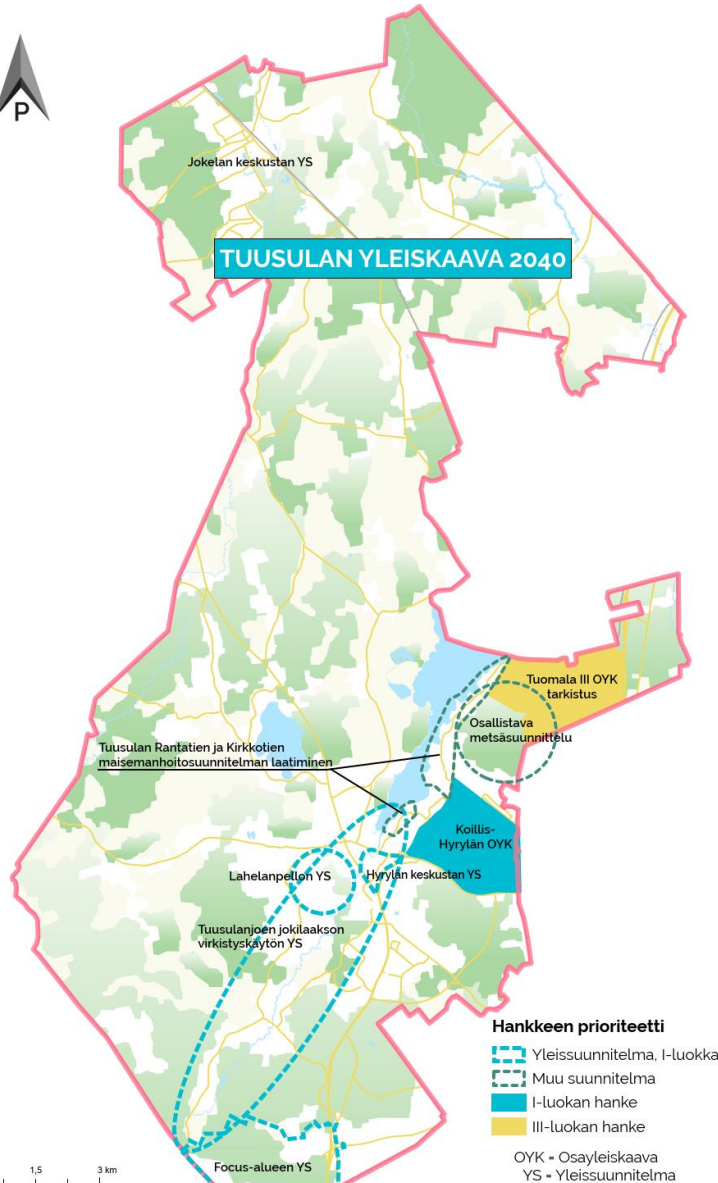 P
Jokelan keskustan YS
TUUSULAN YLEISKAAVA 2040
Tuomala III OYK
tarkistus
Osallistava
metsäsuunnittelu
Tuusulan Rantatien ja Kirkkotien
maisemanhoitosuunnitelman laatiminen
Koillis-
Hyrylän OYK
Lahelanpellon YS
Hyrylän keskustan YS
Tuusulanjoen jokilaakson
virkistyskäytön YS
Focus-alueen YS
Hankkeen prioriteetti
Yleissuunnitelma, I-luokka
Muu suunnitelma
I-luokan hanke
III-luokan hanke
OYK = Osayleiskaava
YS = Yleissuunnitelma
1,5 3 km